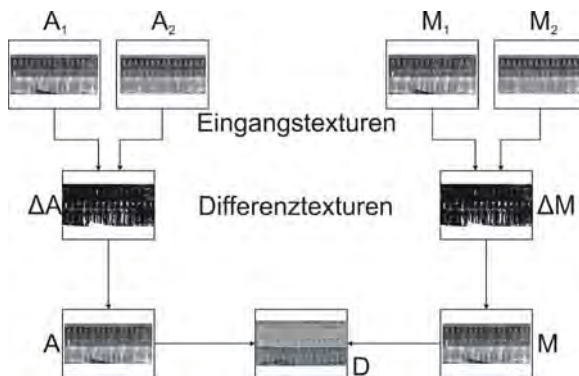 A₁ A₂ M₁ M₂
Eingangstexturen
ΔA Differenztexturen ΔM
A D M